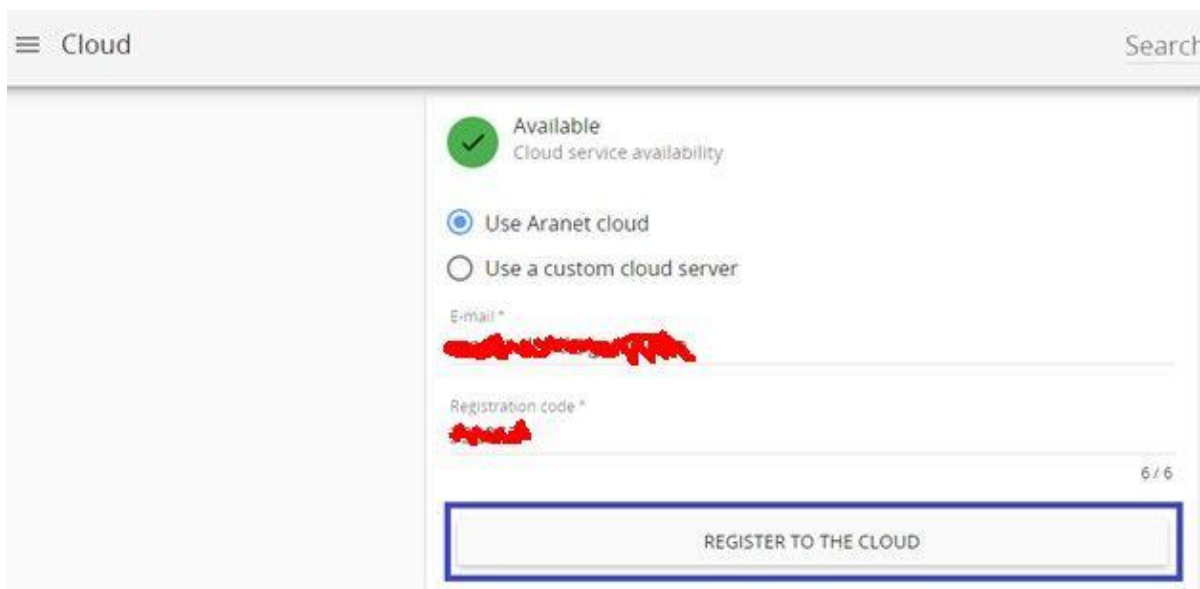 Cloud
Search
Available
Cloud service availability
Use Aranet cloud
Use a custom cloud server
E-mail *
Registration code *
6 / 6
REGISTER TO THE CLOUD